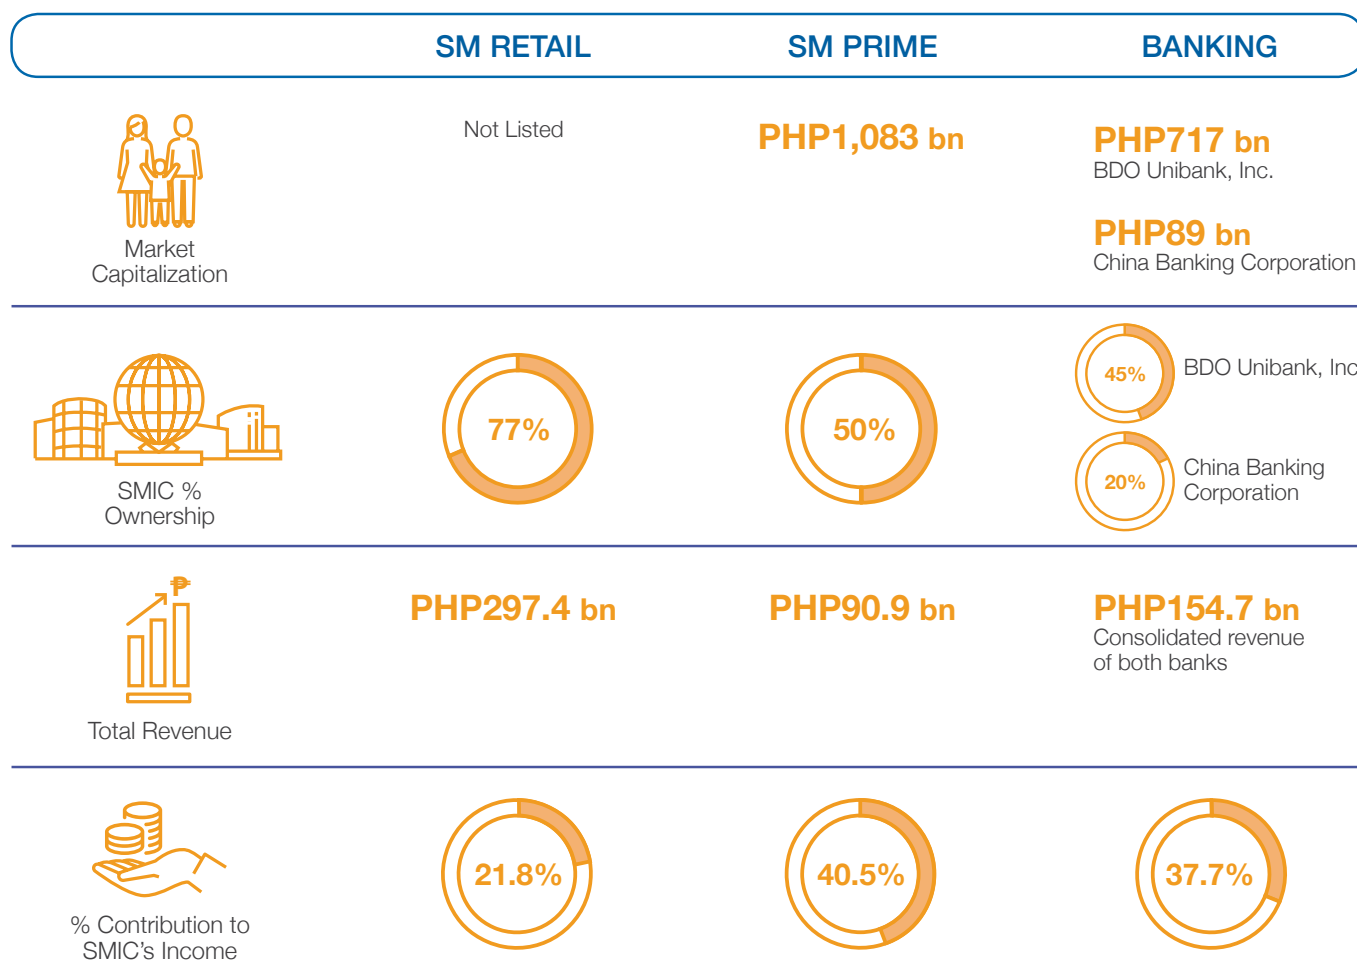 SM RETAIL
SM PRIME
BANKING
Market
Capitalization
Not Listed
PHP1,083 bn
PHP717 bn
BDO Unibank, Inc.
PHP89 bn
China Banking Corporation
SMIC %
Ownership
77%
50%
45%
BDO Unibank, Inc
20%
China Banking
Corporation
₱
Total Revenue
PHP297.4 bn
PHP90.9 bn
PHP154.7 bn
Consolidated revenue
of both banks
% Contribution to
SMIC’s Income
21.8%
40.5%
37.7%